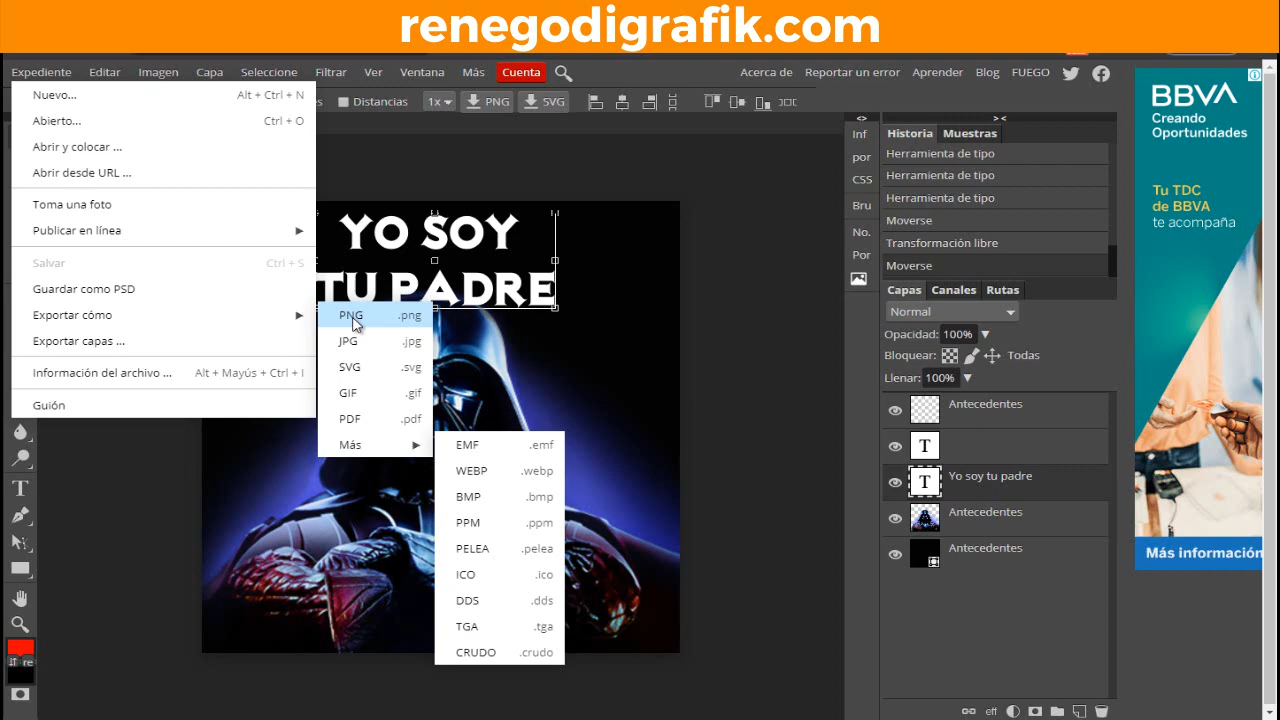 renegodigrafik.com
Expediente Editar Imagen Capa Seleccione Filtrar Ver Ventana Más Cuenta Acerca de Reportar un error Aprender Blog FUEGO
Distancias 1x PNG SVG
Nuevo... Alt + Ctrl + N
Abierto... Ctrl + O
Abrir y colocar ...
Abrir desde URL ...
Toma una foto
Publicar en línea
Salvar Ctrl + S
Guardar como PSD
Exportar cómo
Exportar capas ...
Información del archivo ... Alt + Mayús + Ctrl + I
Guión
PNG .png
JPG .jpg
SVG .svg
GIF .gif
PDF .pdf
Más
EMF .emf
WEBP .webp
BMP .bmp
PPM .ppm
PELEA .pelea
ICO .ico
DDS .dds
TGA .tga
CRUDO .crudo
YO SOY
TU PADRE
Inf
por
CSS
Bru
No.
Por
Historia Muestras
Herramienta de tipo
Herramienta de tipo
Herramienta de tipo
Moverse
Transformación libre
Moverse
Capas Canales Rutas
Normal
Opacidad: 100%
Bloquear: Todas
Llenar: 100%
Antecedentes
T
T Yo soy tu padre
Antecedentes
Antecedentes
eff
re
BBVA
Creando
Oportunidades
Tu TDC
de BBVA
te acompaña
Más información